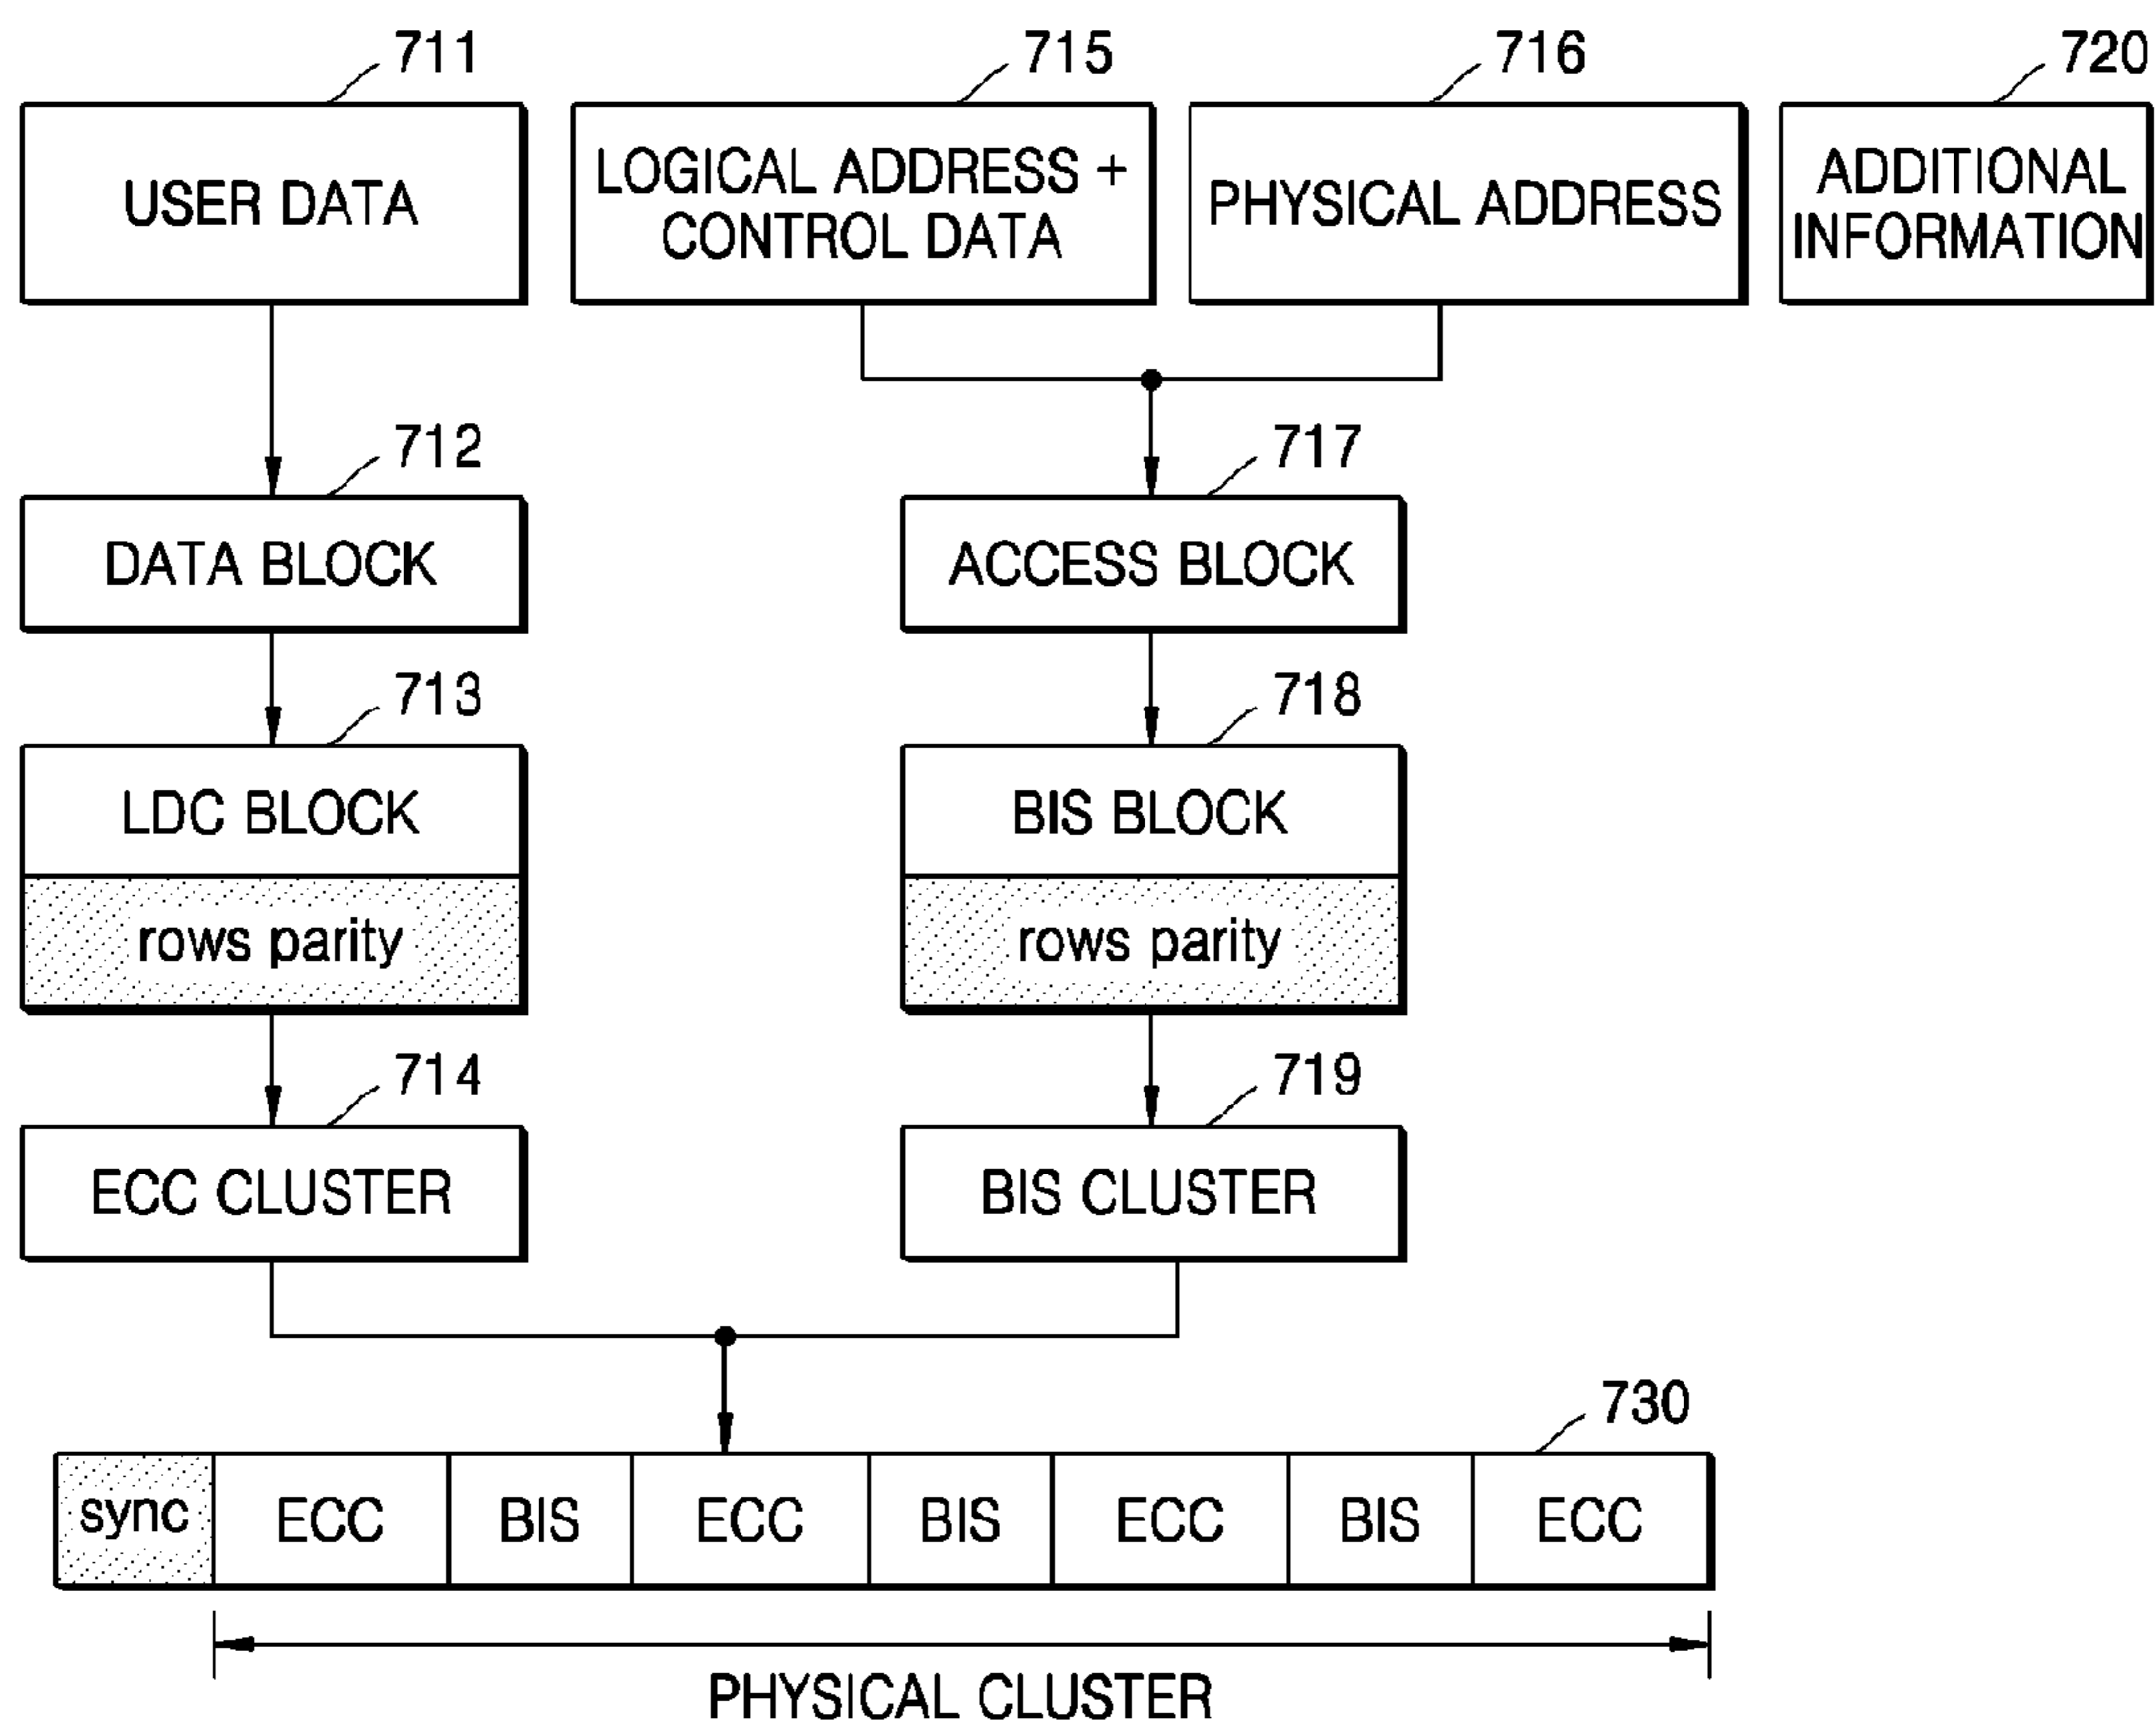 711
715
716
720
USER DATA
LOGICAL ADDRESS +
CONTROL DATA
PHYSICAL ADDRESS
ADDITIONAL
INFORMATION
712
717
DATA BLOCK
ACCESS BLOCK
713
718
LDC BLOCK
BIS BLOCK
rows parity
rows parity
714
719
ECC CLUSTER
BIS CLUSTER
730
sync ECC BIS ECC BIS ECC BIS ECC
PHYSICAL CLUSTER